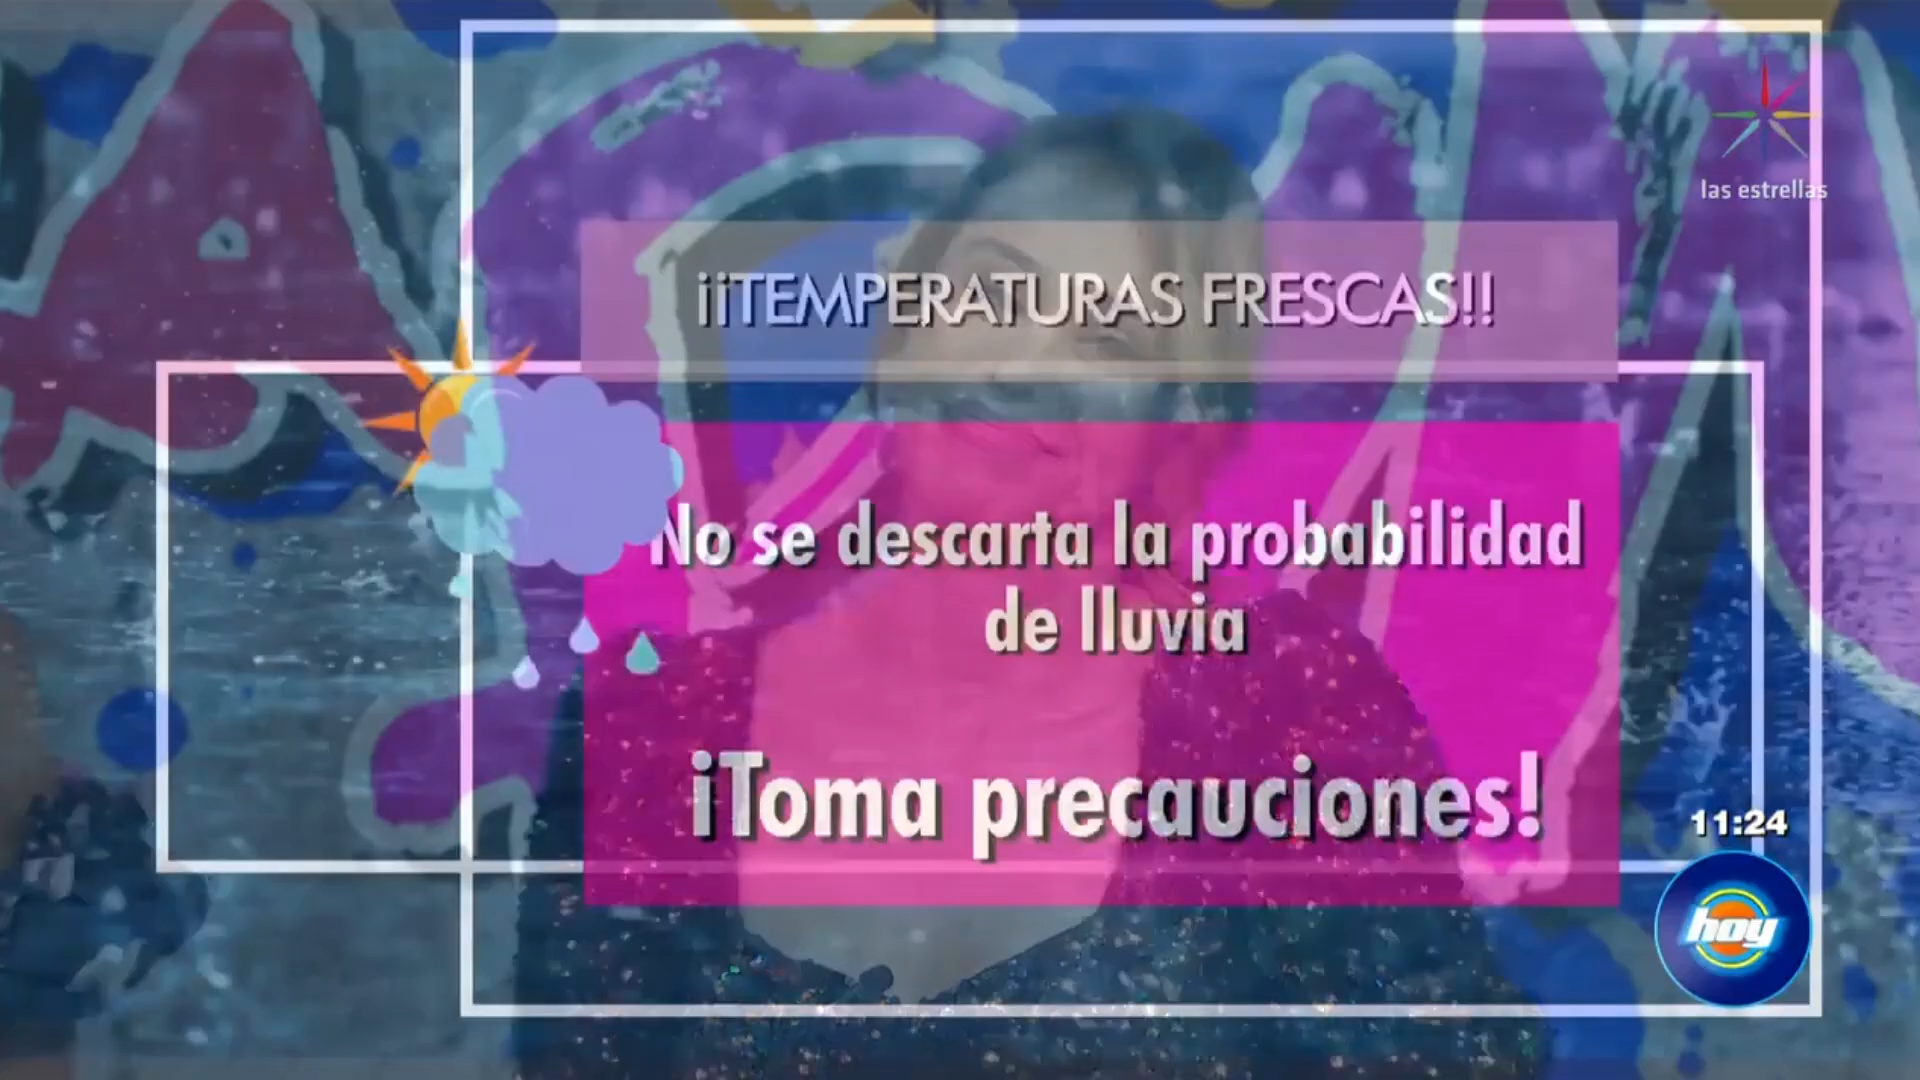 las estrellas
¡¡TEMPERATURAS FRESCAS!!
No se descarta la probabilidad
de lluvia
¡Toma precauciones!
11:24
hoy